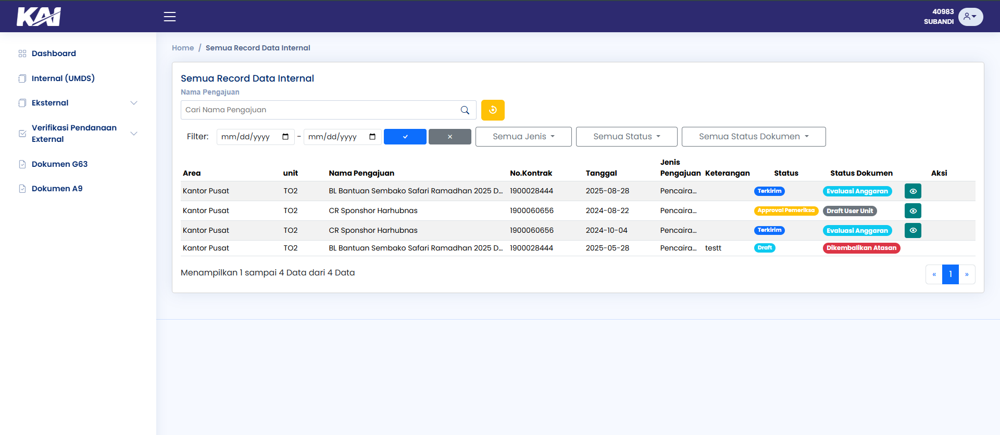 KAI
40983
SUBANDI
Dashboard
Internal (UMDS)
Eksternal
Verifikasi Pendanaan
External
Dokumen G63
Dokumen A9
Home / Semua Record Data Internal
Semua Record Data Internal
Nama Pengajuan
Cari Nama Pengajuan
Filter: mm/dd/yyyy - mm/dd/yyyy Semua Jenis Semua Status Semua Status Dokumen
Area unit Nama Pengajuan No.Kontrak Tanggal Jenis Pengajuan Keterangan Status Status Dokumen Aksi
Kantor Pusat TO2 BL Bantuan Sembako Safari Ramadhan 2025 D... 1900028444 2025-08-28 Pencaira... Terkirim Evaluasi Anggaran
Kantor Pusat TO2 CR Sponshor Harhubnas 1900060656 2024-08-22 Pencaira... Approval Pemeriksa Draft User Unit
Kantor Pusat TO2 CR Sponshor Harhubnas 1900060656 2024-10-04 Pencaira... Terkirim Evaluasi Anggaran
Kantor Pusat TO2 BL Bantuan Sembako Safari Ramadhan 2025 D... 1900028444 2025-05-28 Pencaira... testt Draft Dikembalikan Atasan
Menampilkan 1 sampai 4 Data dari 4 Data
« 1 »